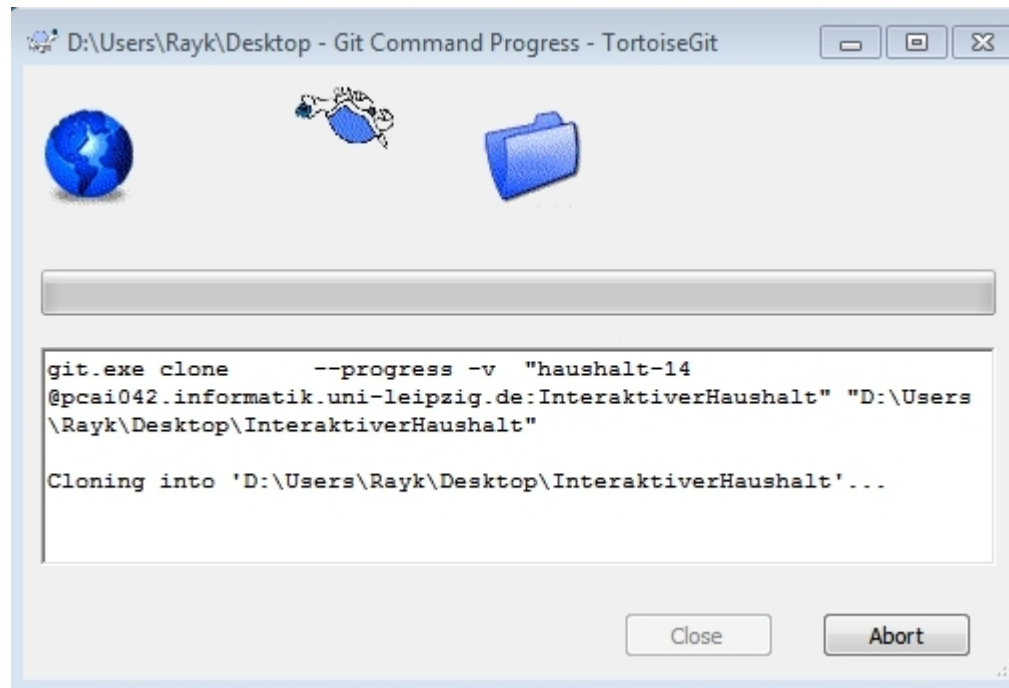 D:\Users\Rayk\Desktop - Git Command Progress - TortoiseGit
git.exe clone      --progress -v  "haushalt-14
@pcai042.informatik.uni-leipzig.de:InteraktiverHaushalt" "D:\Users
\Rayk\Desktop\InteraktiverHaushalt"
Cloning into 'D:\Users\Rayk\Desktop\InteraktiverHaushalt'...
Close
Abort